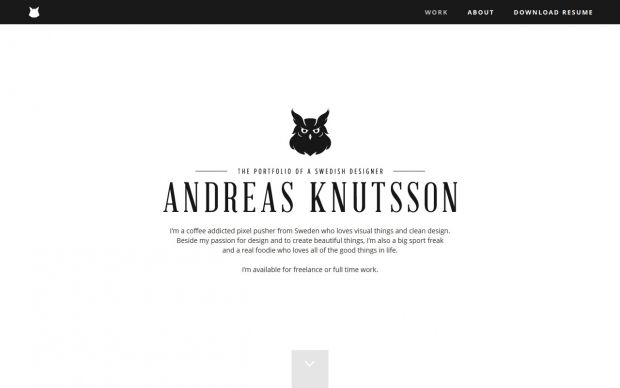 WORK ABOUT DOWNLOAD RESUME
THE PORTFOLIO OF A SWEDISH DESIGNER
ANDREAS KNUTSSON
I'm a coffee addicted pixel pusher from Sweden who loves visual things and clean design.
Beside my passion for design and to create beautiful things, I'm also a big sport freak
and a real foodie who loves all of the good things in life.
I'm available for freelance or full time work.